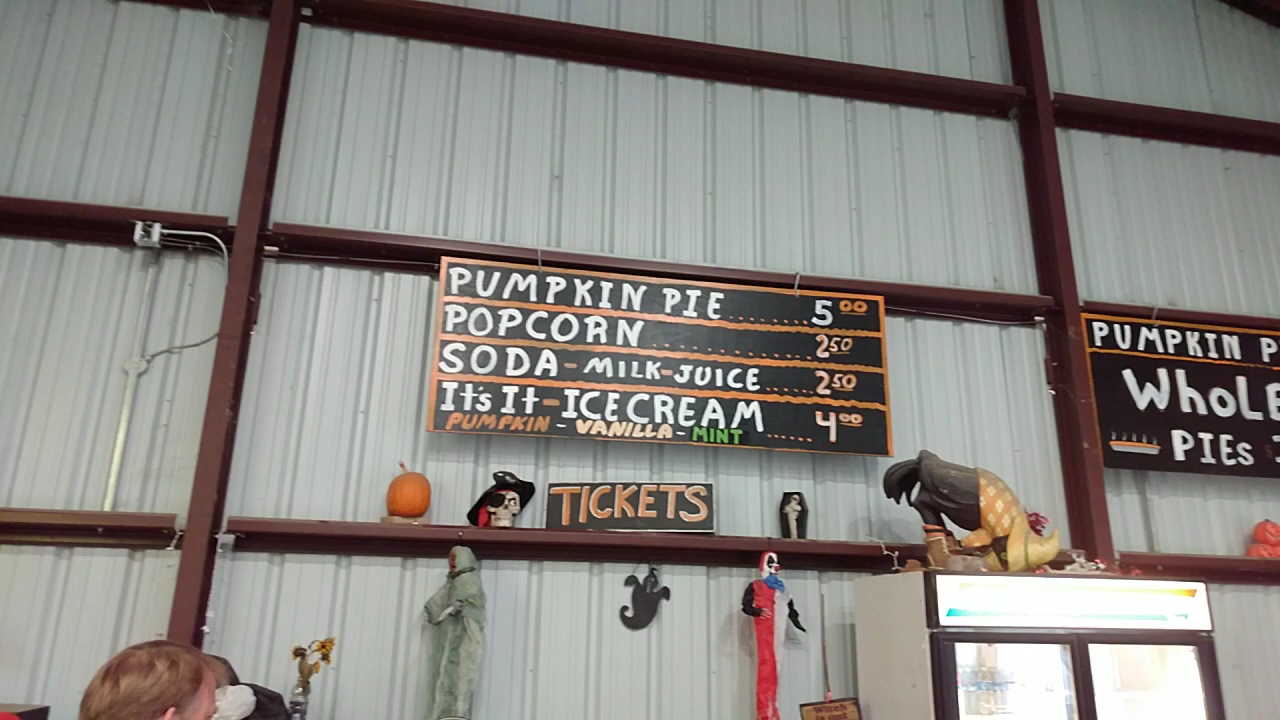 PUMPKIN PIE........5 00
POPCORN...............2 50
SODA-MILK-JUICE.....2 50
It's It-ICECREAM
PUMPKIN - VANILLA - MINT ......4 00
PUMPKIN
WhoLE
PIEs
TICKETS